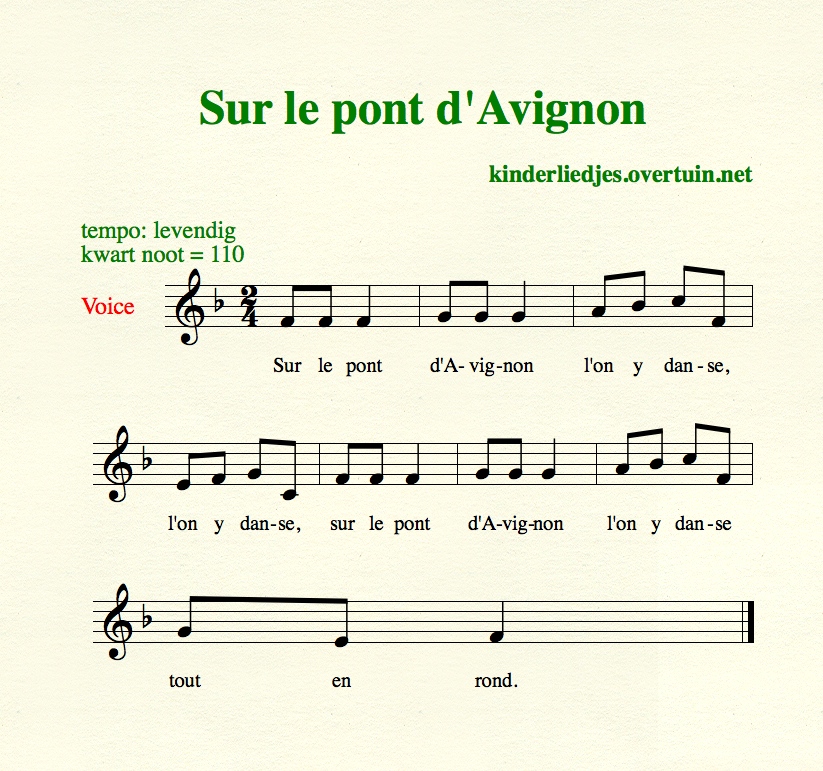 Sur le pont d'Avignon
kinderliedjes.overtuin.net
tempo: levendig
kwart noot = 110
Voice
2
4
Sur le pont d'A- vig-non l'on y dan-se,
l'on y dan-se, sur le pont d'A-vig-non l'on y dan-se
tout en rond.